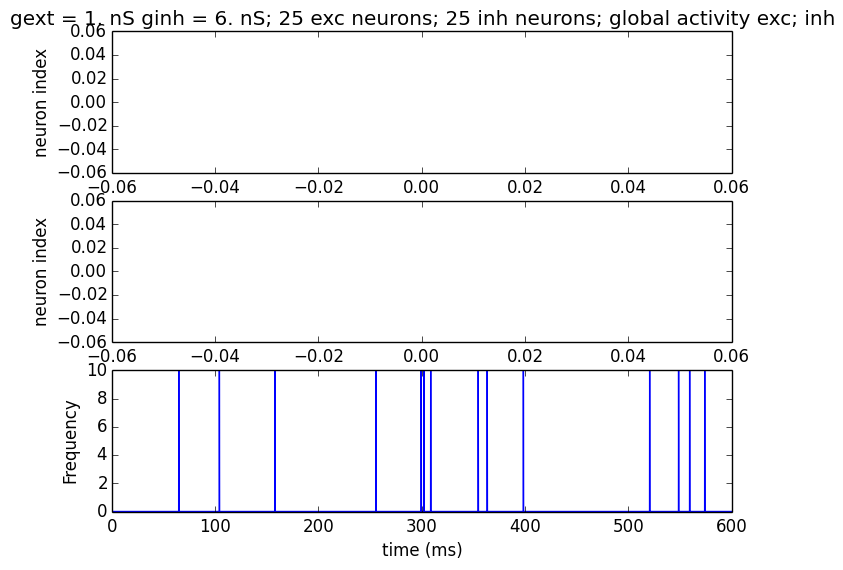 gext = 1. nS ginh = 6. nS; 25 exc neurons; 25 inh neurons; global activity exc; inh
0.06
0.04
0.02
0.00
−0.02
−0.04
−0.06
neuron index
−0.06 −0.04 −0.02 0.00 0.02 0.04 0.06
0.06
0.04
0.02
0.00
−0.02
−0.04
−0.06
neuron index
−0.06 −0.04 −0.02 0.00 0.02 0.04 0.06
10
8
6
4
2
0
Frequency
0 100 200 300 400 500 600
time (ms)